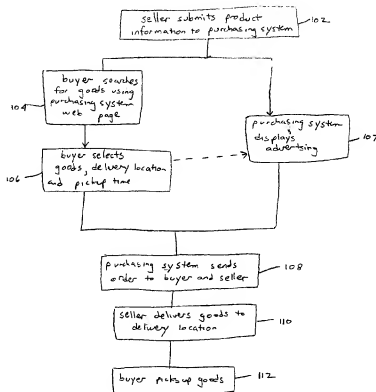 seller submits product
information to purchasing system
102
buyer searches
for goods using
purchasing system
web page
104
purchasing system
displays
advertising
107
buyer selects
goods, delivery location
and pickup time
106
purchasing system sends
order to buyer and seller
108
seller delivers goods to
delivery location
110
buyer picks up goods
112